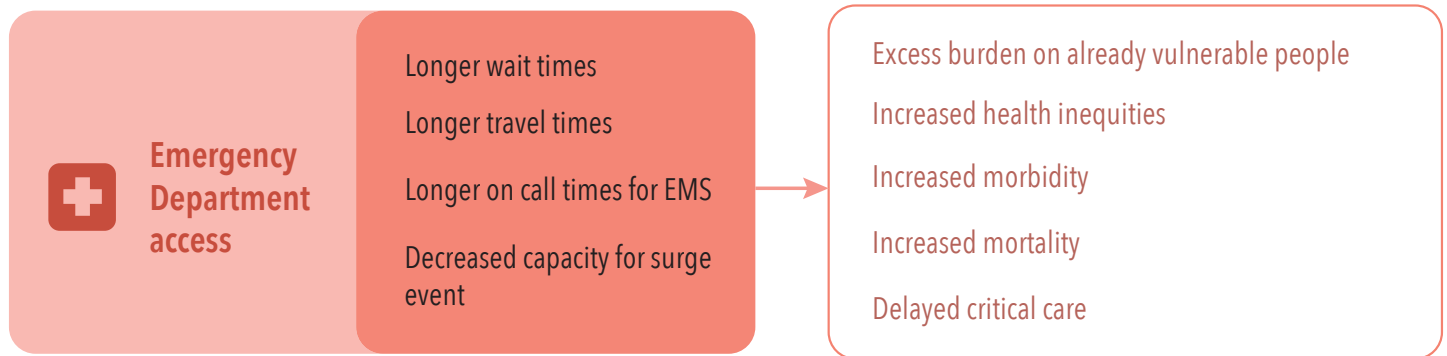 Emergency
Department
access
Longer wait times
Longer travel times
Longer on call times for EMS
Decreased capacity for surge
event
Excess burden on already vulnerable people
Increased health inequities
Increased morbidity
Increased mortality
Delayed critical care